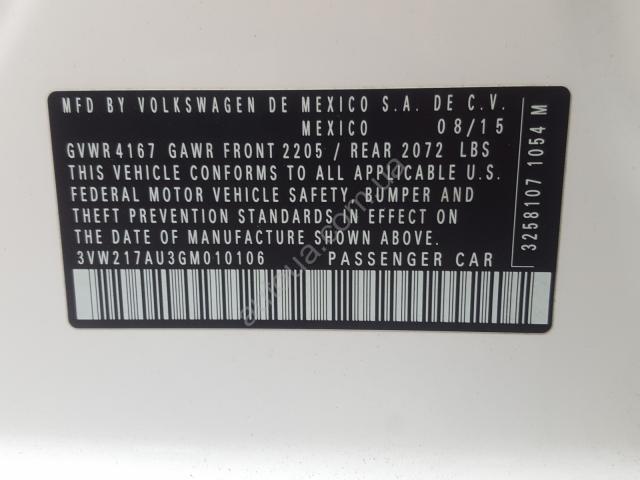 MFD BY VOLKSWAGEN DE MEXICO S.A. DE C.V.
MEXICO 08/15
GVWR 4167 GAWR FRONT 2205 / REAR 2072 LBS
THIS VEHICLE CONFORMS TO ALL APPLICABLE U.S.
FEDERAL MOTOR VEHICLE SAFETY, BUMPER AND
THEFT PREVENTION STANDARDS IN EFFECT ON
THE DATE OF MANUFACTURE SHOWN ABOVE.
3VW217AU3GM010106 PASSENGER CAR
3258107 1054 M